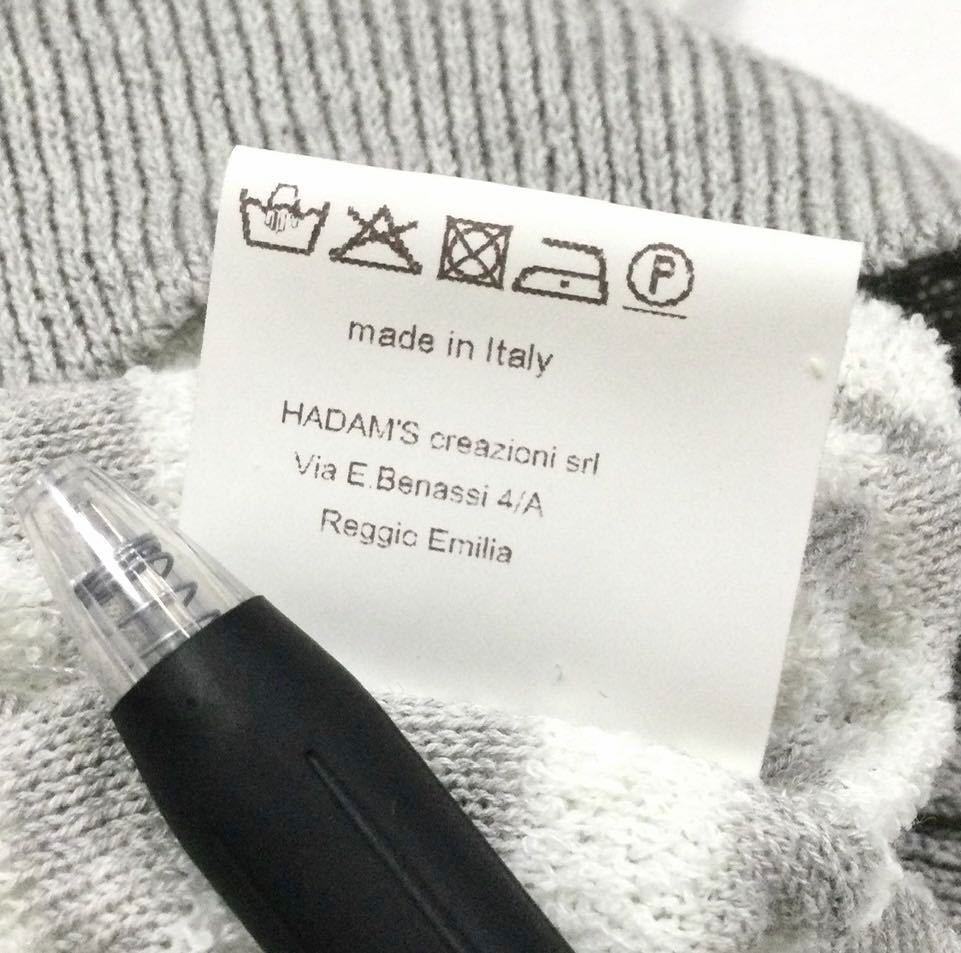 P
made in Italy
HADAM'S creazioni srl
Via E.Benassi 4/A
Reggio Emilia